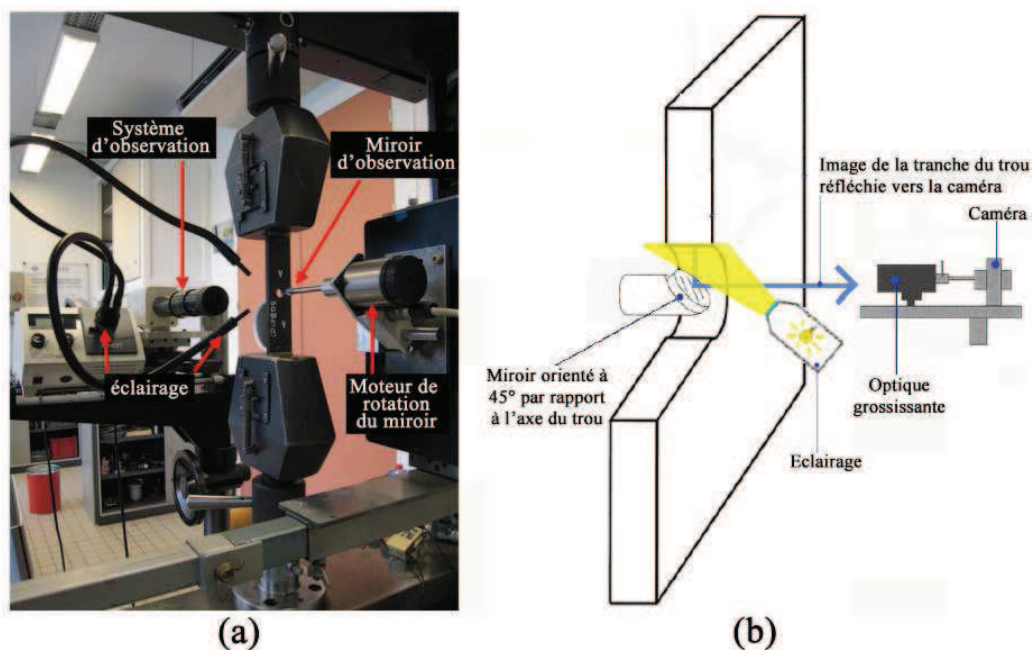 Système
d'observation
Miroir
d'observation
éclairage
Moteur de
rotation
du miroir
(a)
Image de la tranche du trou
réfléchie vers la caméra
Caméra
Miroir orienté à
45° par rapport
à l'axe du trou
Optique
grossissante
Eclairage
(b)